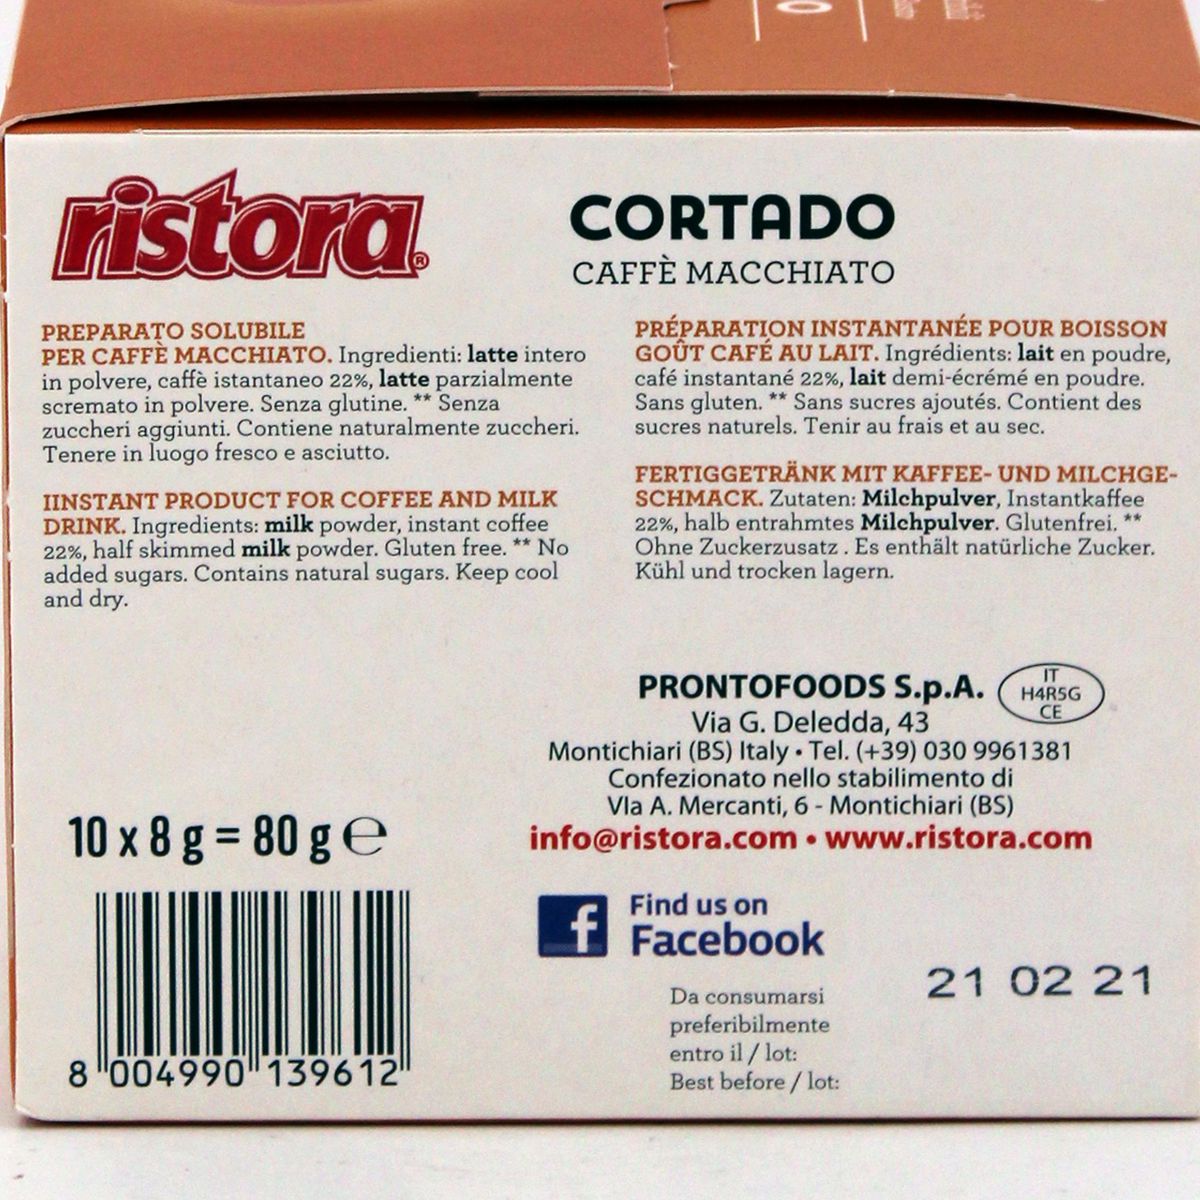 ristora®
CORTADO
CAFFÈ MACCHIATO
PREPARATO SOLUBILE
PER CAFFÈ MACCHIATO. Ingredienti: latte intero
in polvere, caffè istantaneo 22%, latte parzialmente
scremato in polvere. Senza glutine. ** Senza
zuccheri aggiunti. Contiene naturalmente zuccheri.
Tenere in luogo fresco e asciutto.
IINSTANT PRODUCT FOR COFFEE AND MILK
DRINK. Ingredients: milk powder, instant coffee
22%, half skimmed milk powder. Gluten free. ** No
added sugars. Contains natural sugars. Keep cool
and dry.
PRÉPARATION INSTANTANÉE POUR BOISSON
GOÛT CAFÉ AU LAIT. Ingrédients: lait en poudre,
café instantané 22%, lait demi-écrémé en poudre.
Sans gluten. ** Sans sucres ajoutés. Contient des
sucres naturels. Tenir au frais et au sec.
FERTIGGETRÄNK MIT KAFFEE- UND MILCHGE-
SCHMACK. Zutaten: Milchpulver, Instantkaffee
22%, halb entrahmtes Milchpulver. Glutenfrei. **
Ohne Zuckerzusatz . Es enthält natürliche Zucker.
Kühl und trocken lagern.
PRONTOFOODS S.p.A.
IT
H4R5G
CE
Via G. Deledda, 43
Montichiari (BS) Italy • Tel. (+39) 030 9961381
Confezionato nello stabilimento di
VIa A. Mercanti, 6 - Montichiari (BS)
info@ristora.com • www.ristora.com
10 x 8 g = 80 g ℮
8 004990 139612
f
Find us on
Facebook
21 02 21
Da consumarsi
preferibilmente
entro il / lot:
Best before / lot: